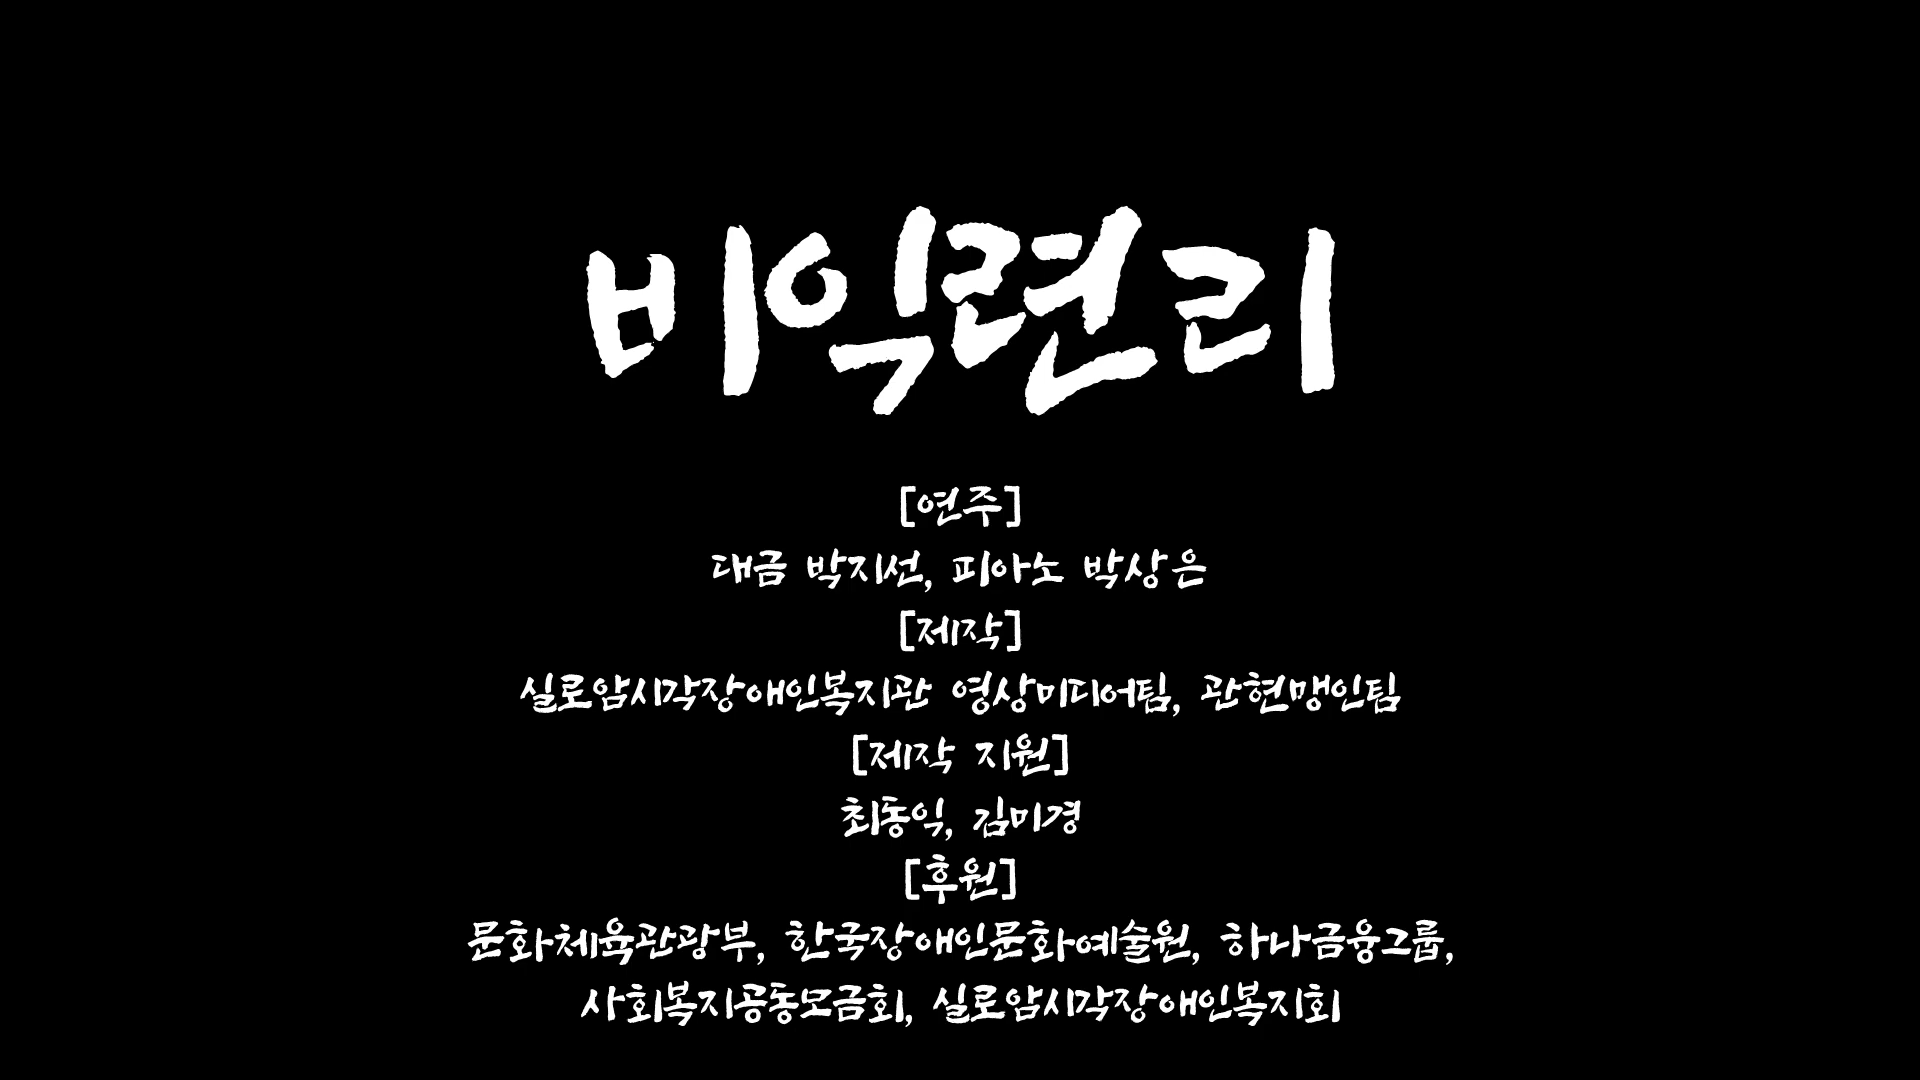 비익련리
[연주]
대금 박지선, 피아노 박상은
[제작]
실로암시각장애인복지관 영상미디어팀, 관현맹인팀
[제작 지원]
최동익, 김미경
[후원]
문화체육관광부, 한국장애인문화예술원, 하나금융그룹,
사회복지공동모금회, 실로암시각장애인복지회